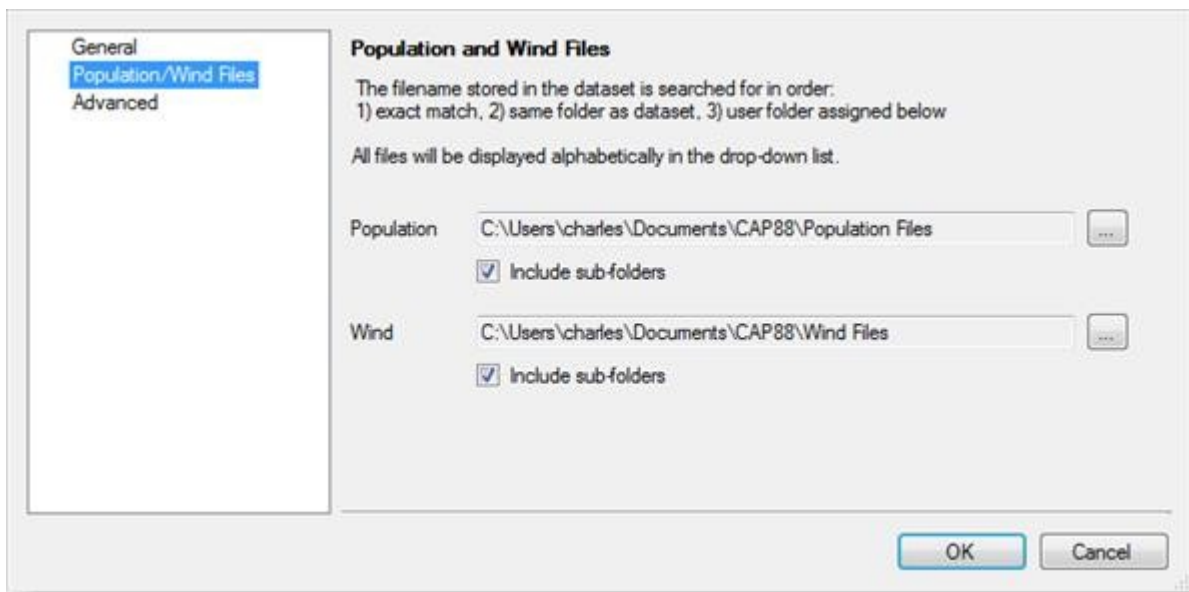 General
Population/Wind Files
Advanced
Population and Wind Files
The filename stored in the dataset is searched for in order:
1) exact match, 2) same folder as dataset, 3) user folder assigned below
All files will be displayed alphabetically in the drop-down list.
Population C:\Users\charles\Documents\CAP88\Population Files ...
Include sub-folders
Wind C:\Users\charles\Documents\CAP88\Wind Files ...
Include sub-folders
OK Cancel